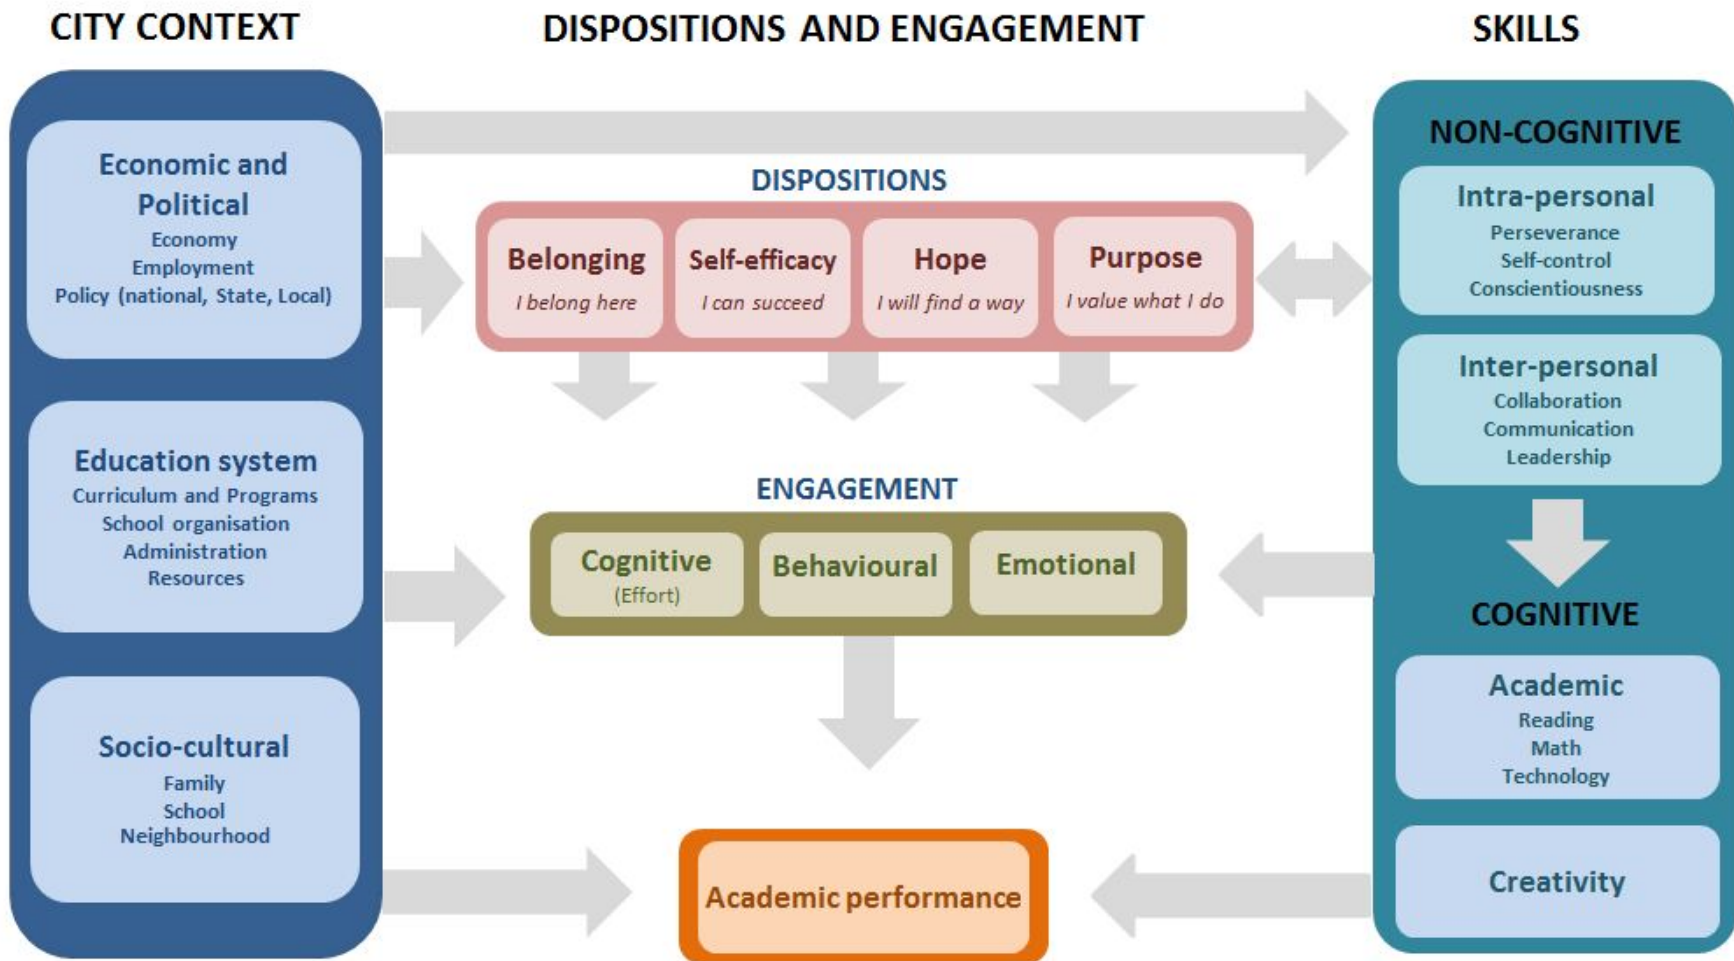 CITY CONTEXT
DISPOSITIONS AND ENGAGEMENT
SKILLS
Economic and
Political
Economy
Employment
Policy (national, State, Local)
Education system
Curriculum and Programs
School organisation
Administration
Resources
Socio-cultural
Family
School
Neighbourhood
DISPOSITIONS
Belonging
I belong here
Self-efficacy
I can succeed
Hope
I will find a way
Purpose
I value what I do
ENGAGEMENT
Cognitive
(Effort)
Behavioural
Emotional
Academic performance
NON-COGNITIVE
Intra-personal
Perseverance
Self-control
Conscientiousness
Inter-personal
Collaboration
Communication
Leadership
COGNITIVE
Academic
Reading
Math
Technology
Creativity